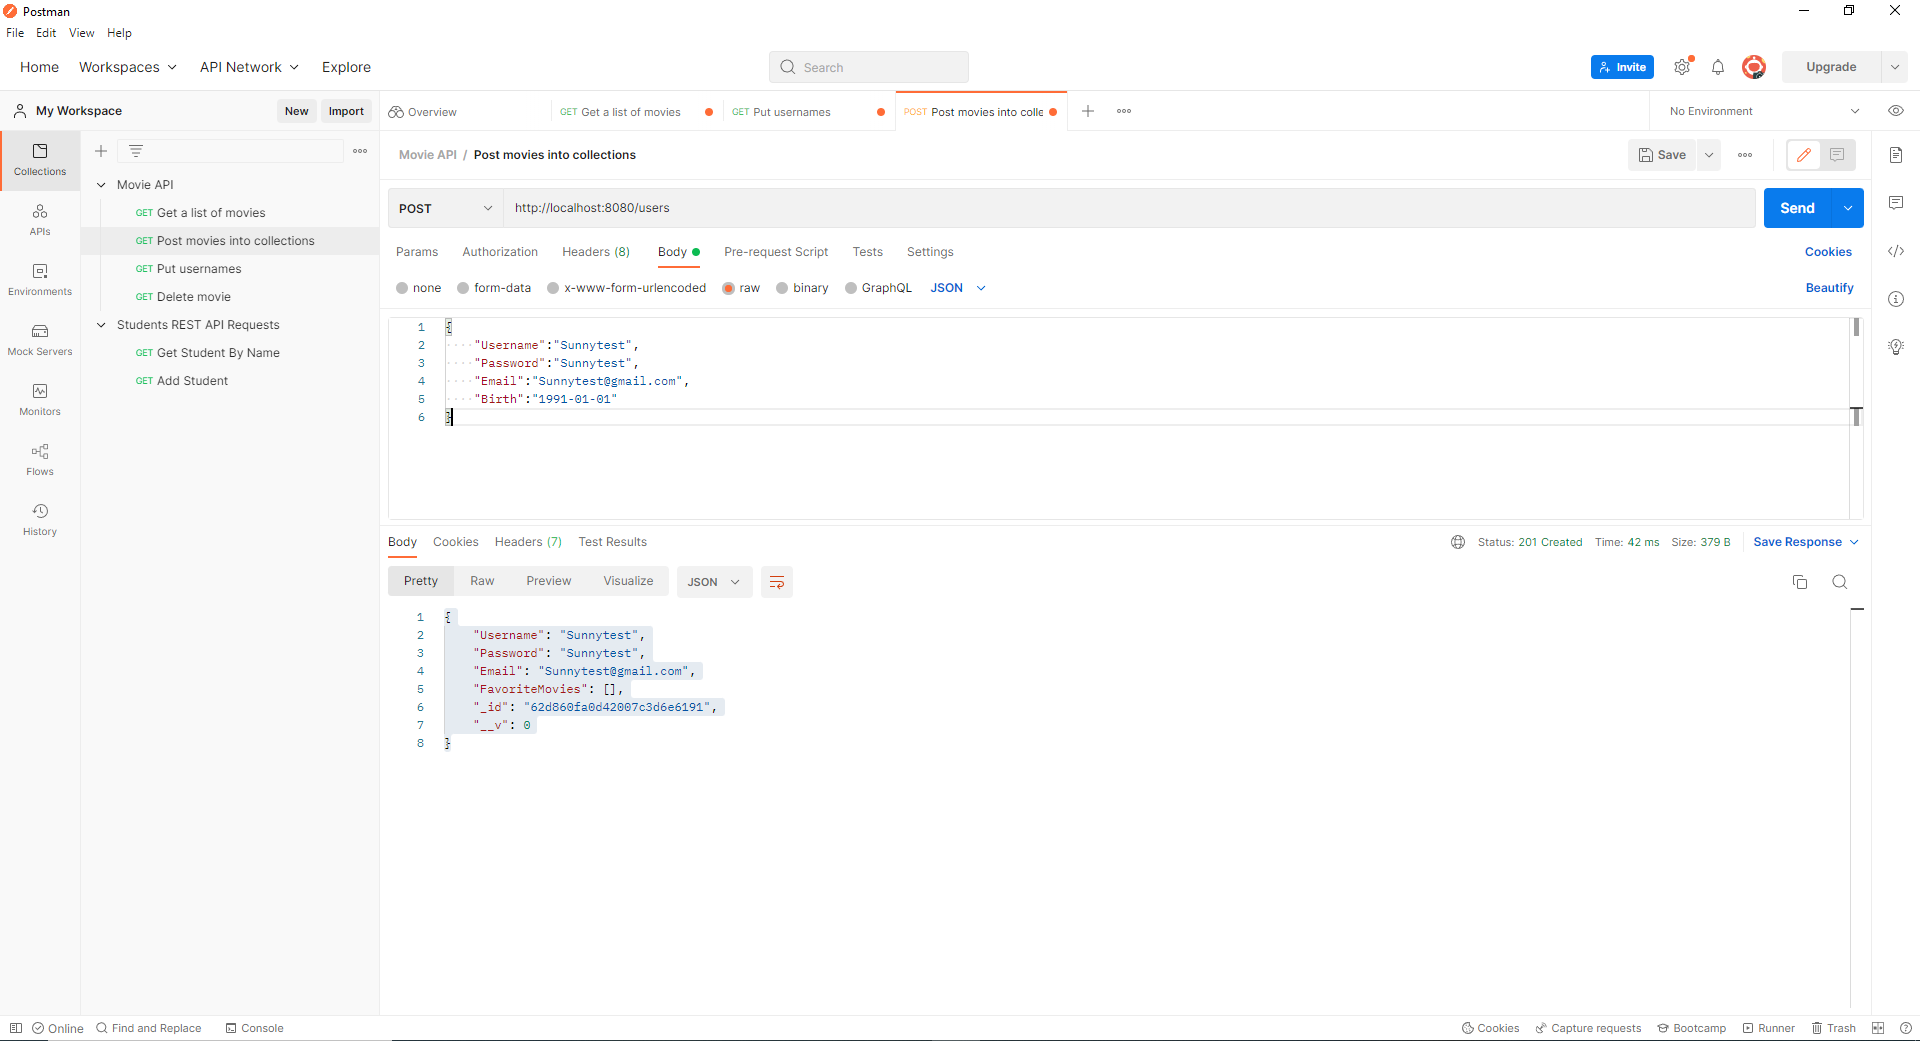 Postman
File Edit View Help
Home Workspaces API Network Explore Search Invite Upgrade
My Workspace New Import Overview GET Get a list of movies GET Put usernames POST Post movies into colle No Environment
Collections
APIs
Environments
Mock Servers
Monitors
Flows
History
Movie API
GET Get a list of movies
GET Post movies into collections
GET Put usernames
GET Delete movie
Students REST API Requests
GET Get Student By Name
GET Add Student
Movie API / Post movies into collections Save
POST http://localhost:8080/users Send
Params Authorization Headers (8) Body Pre-request Script Tests Settings Cookies
none form-data x-www-form-urlencoded raw binary GraphQL JSON Beautify
1 {
2 ····"Username":"Sunnytest",
3 ····"Password":"Sunnytest",
4 ····"Email":"Sunnytest@gmail.com",
5 ····"Birth":"1991-01-01"
6 }
Body Cookies Headers (7) Test Results Status: 201 Created Time: 42 ms Size: 379 B Save Response
Pretty Raw Preview Visualize JSON
1 {
2 "Username": "Sunnytest",
3 "Password": "Sunnytest",
4 "Email": "Sunnytest@gmail.com",
5 "FavoriteMovies": [],
6 "_id": "62d860fa0d42007c3d6e6191",
7 "__v": 0
8 }
Online Find and Replace Console Cookies Capture requests Bootcamp Runner Trash